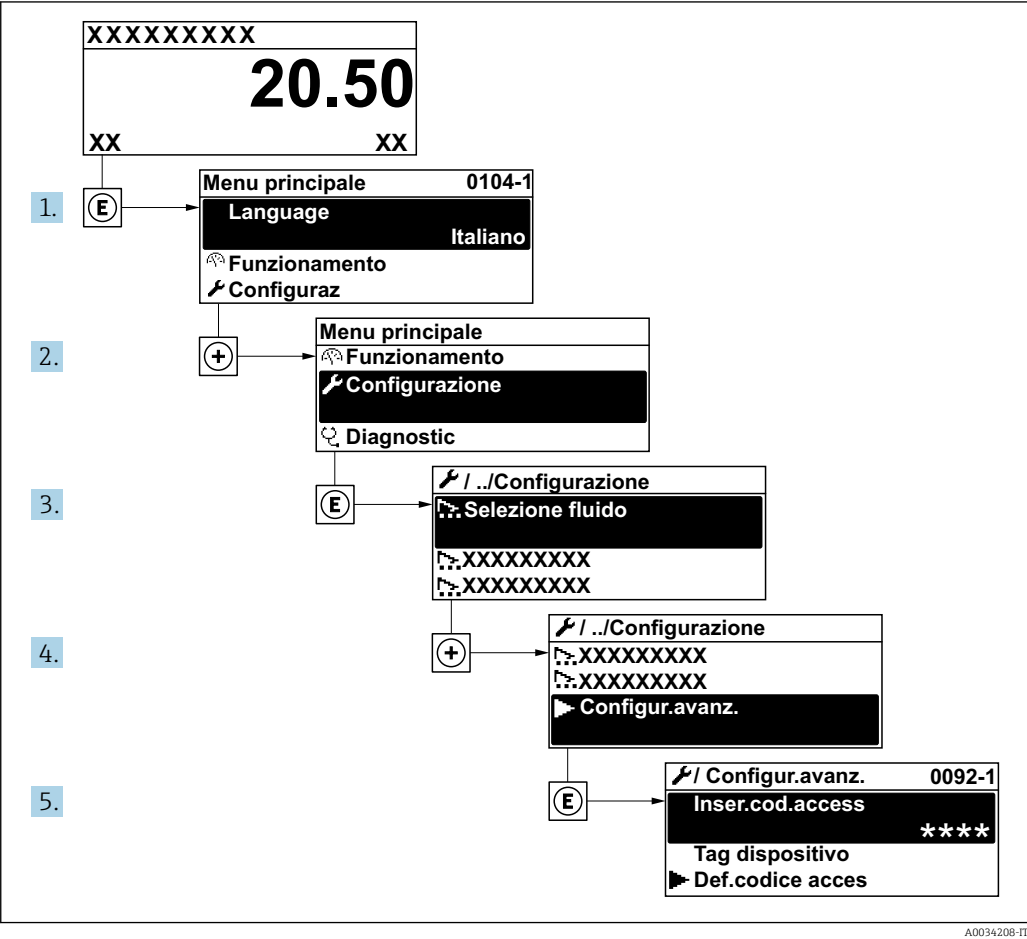 XXXXXXXXX
20.50
XX XX
1. E Menu principale 0104-1
Language
Italiano
Funzionamento
Configuraz
2. + Menu principale
Funzionamento
Configurazione
Diagnostic
3. E / ../Configurazione
Selezione fluido
XXXXXXXXX
XXXXXXXXX
4. + / ../Configurazione
XXXXXXXXX
XXXXXXXXX
Configur.avanz.
5. E / Configur.avanz. 0092-1
Inser.cod.access
****
Tag dispositivo
Def.codice acces
A0034208-IT